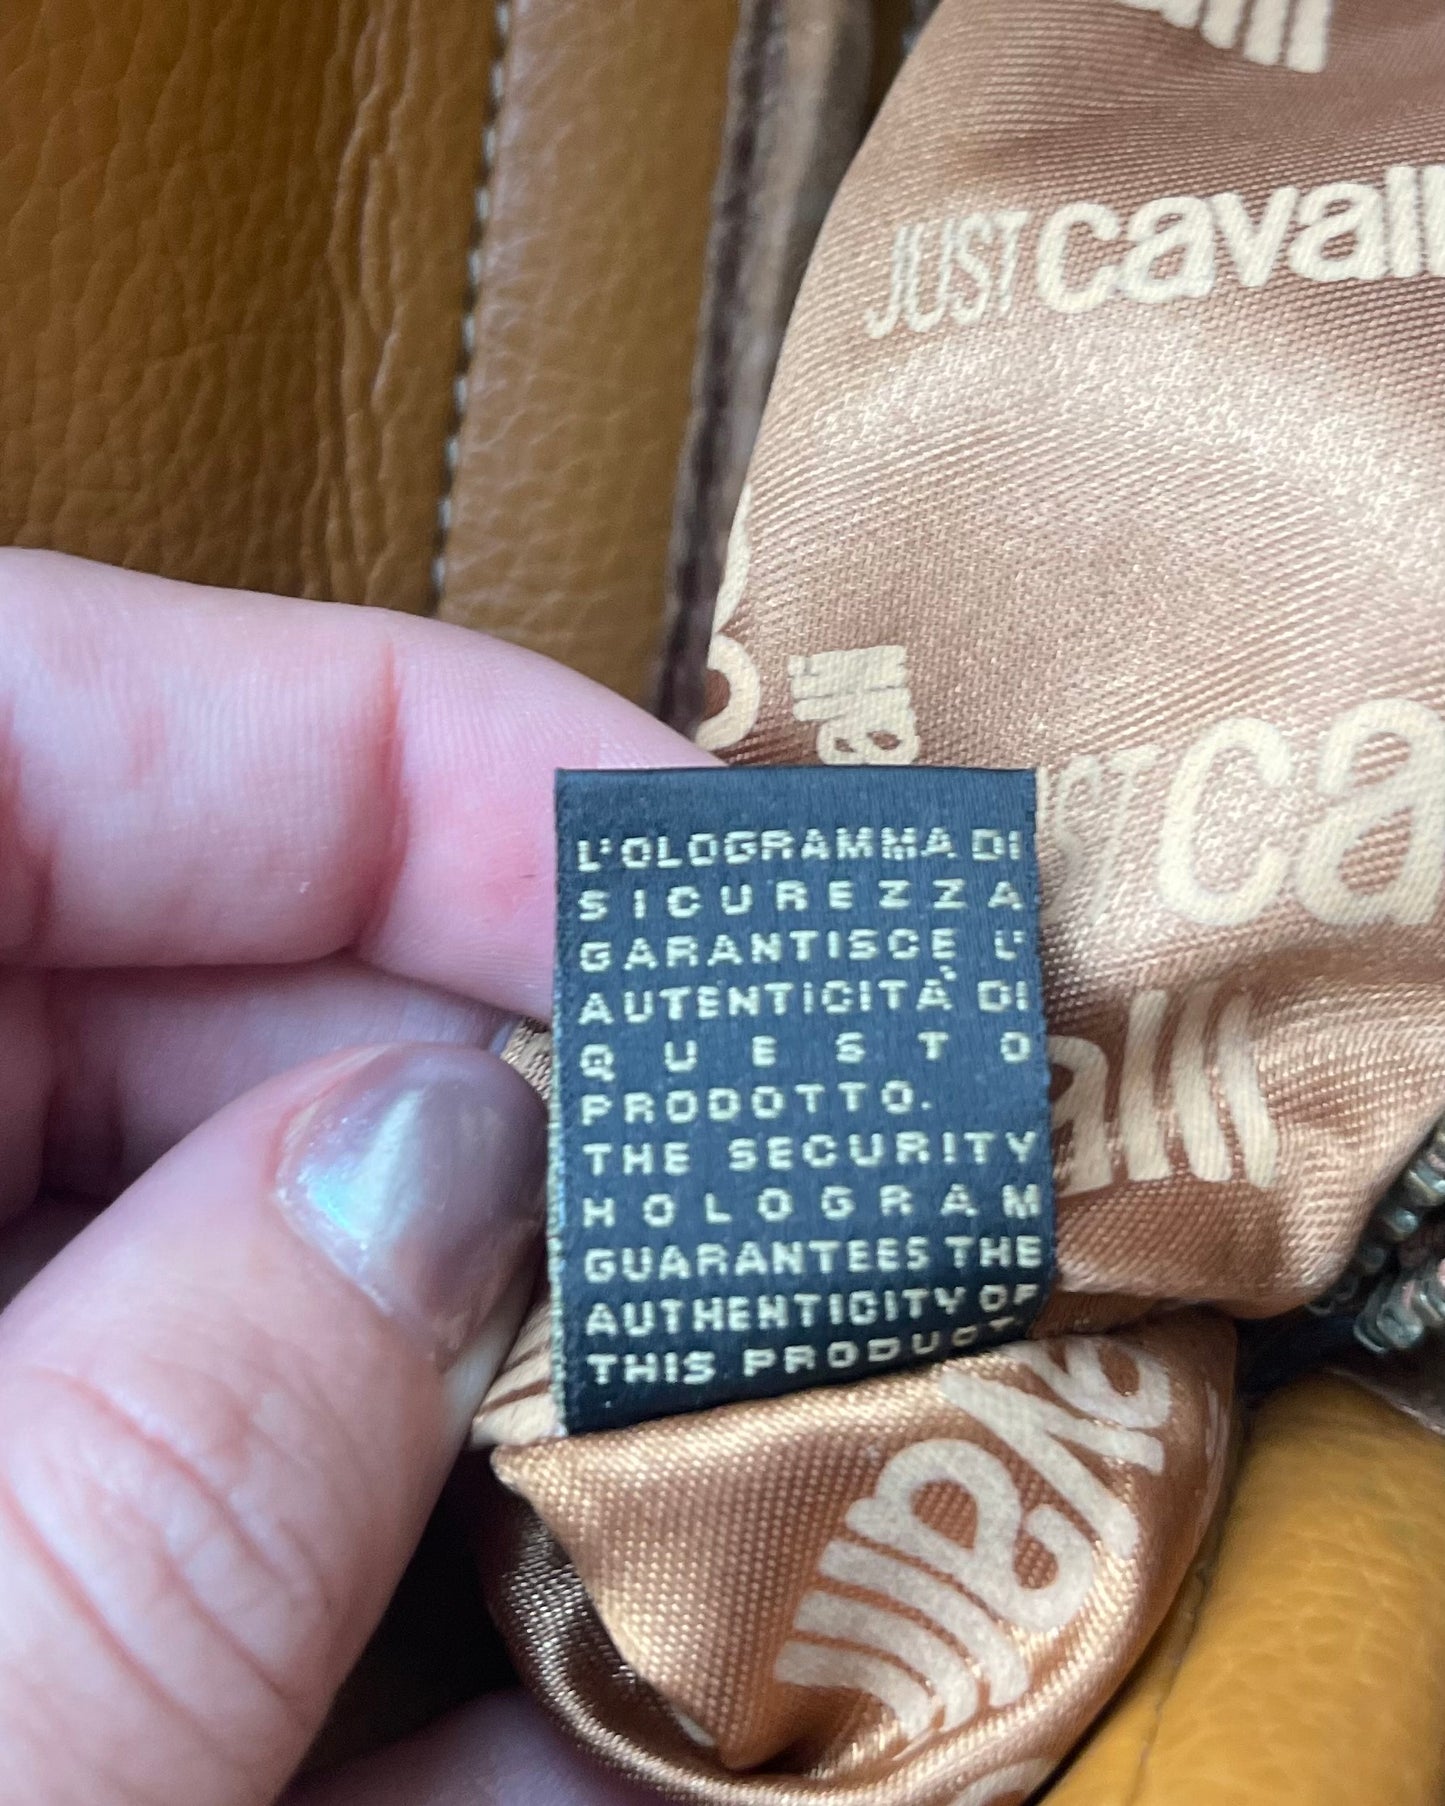 JUST cavalli
L'OLOGRAMMA DI
SICUREZZA
GARANTISCE L'
AUTENTICITÀ DI
QUESTO
PRODOTTO.
THE SECURITY
HOLOGRAM
GUARANTEES THE
AUTHENTICITY OF
THIS PRODUCT